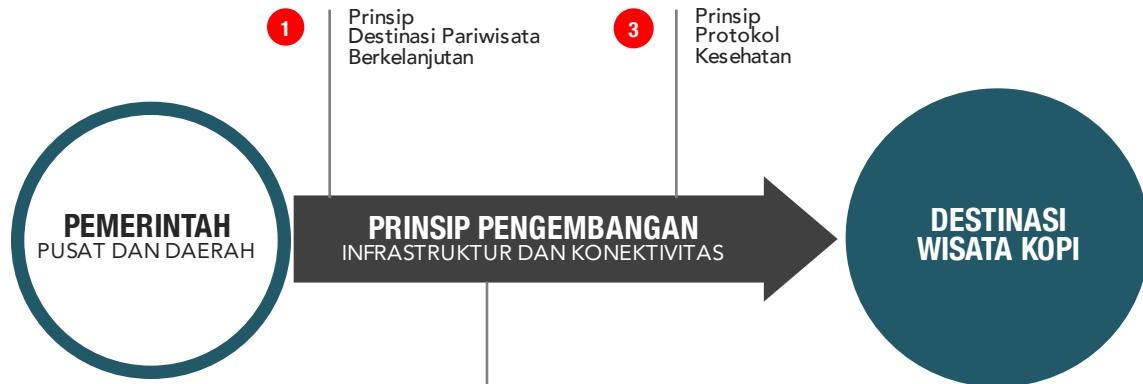 1
Prinsip
Destinasi Pariwisata
Berkelanjutan
3
Prinsip
Protokol
Kesehatan
PEMERINTAH
PUSAT DAN DAERAH
PRINSIP PENGEMBANGAN
INFRASTRUKTUR DAN KONEKTIVITAS
DESTINASI
WISATA KOPI